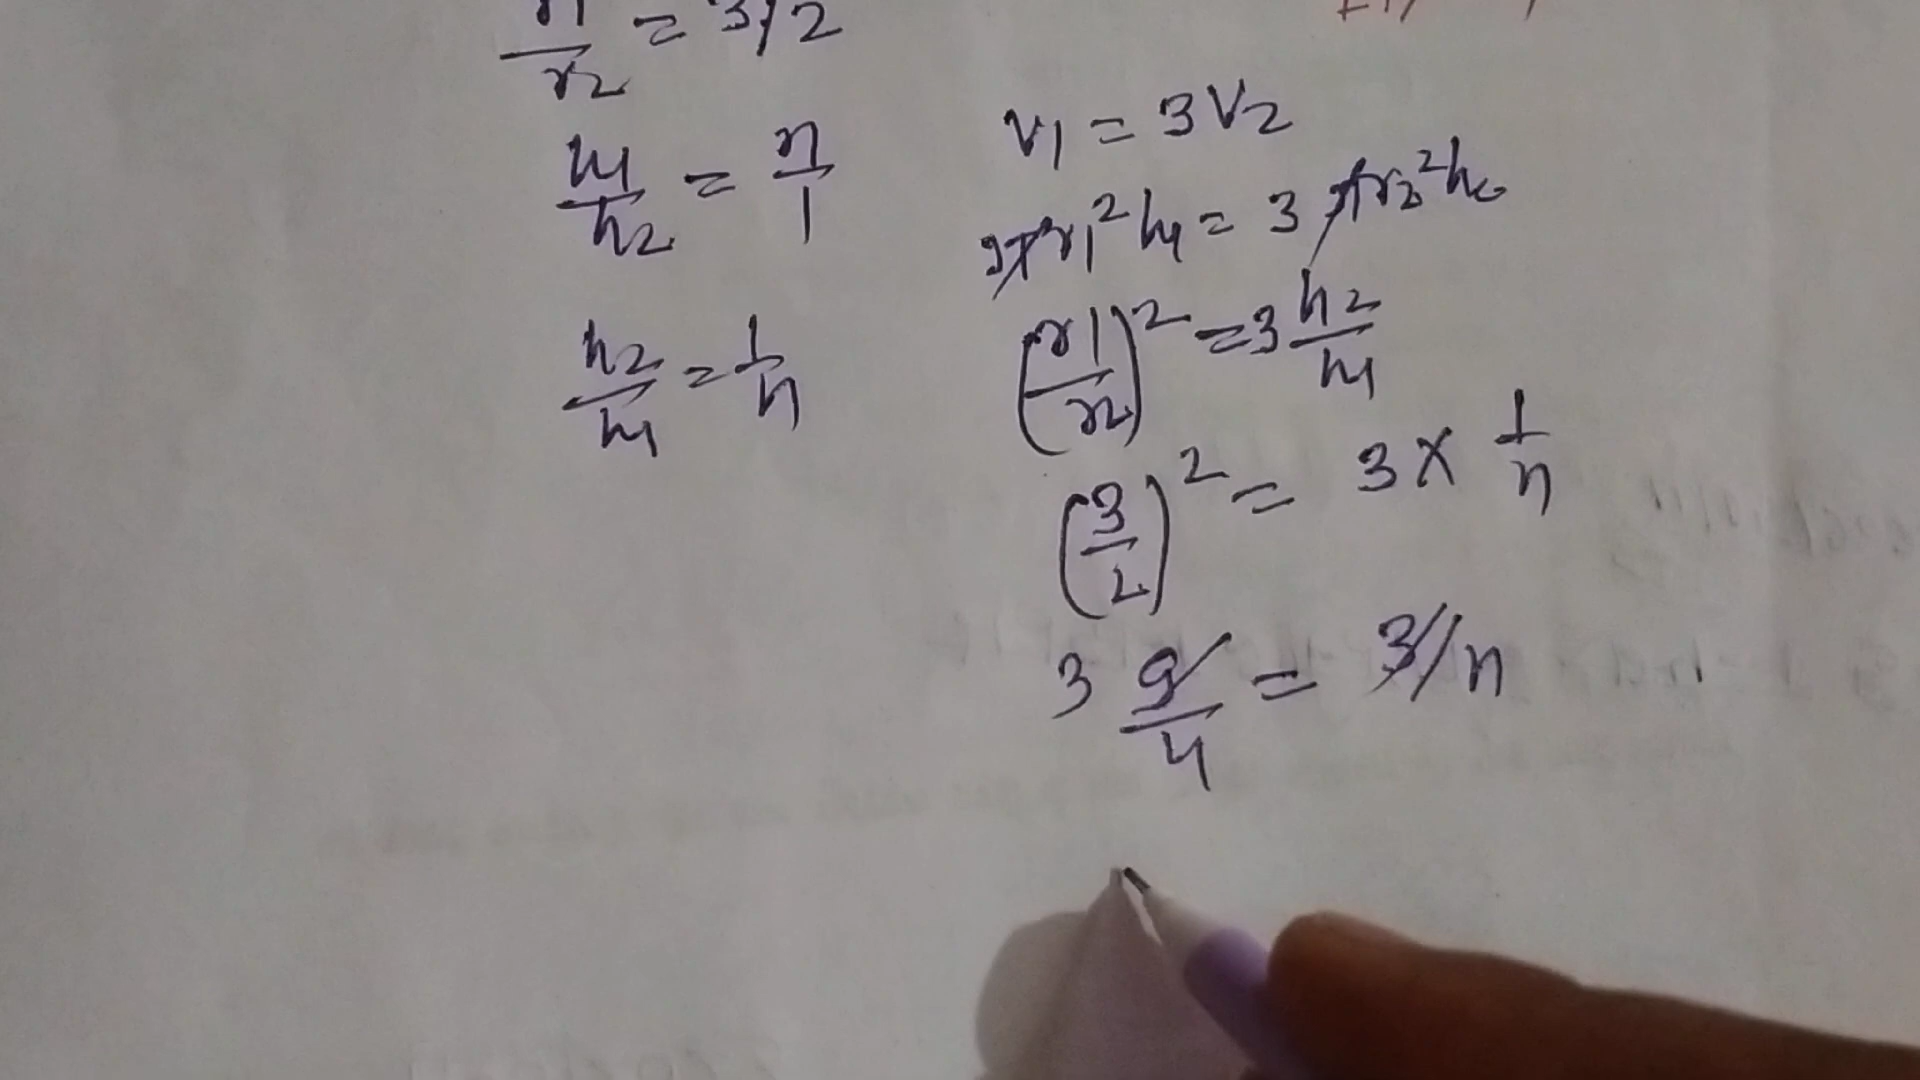 r1/r2 = 3/2
h1/h2 = n/1
h2/h1 = 1/n
V1 = 3V2
πr1²h1 = 3πr2²h2
(r1/r2)² = 3 h2/h1
(3/2)² = 3 × 1/n
3 9/4 = 3/n